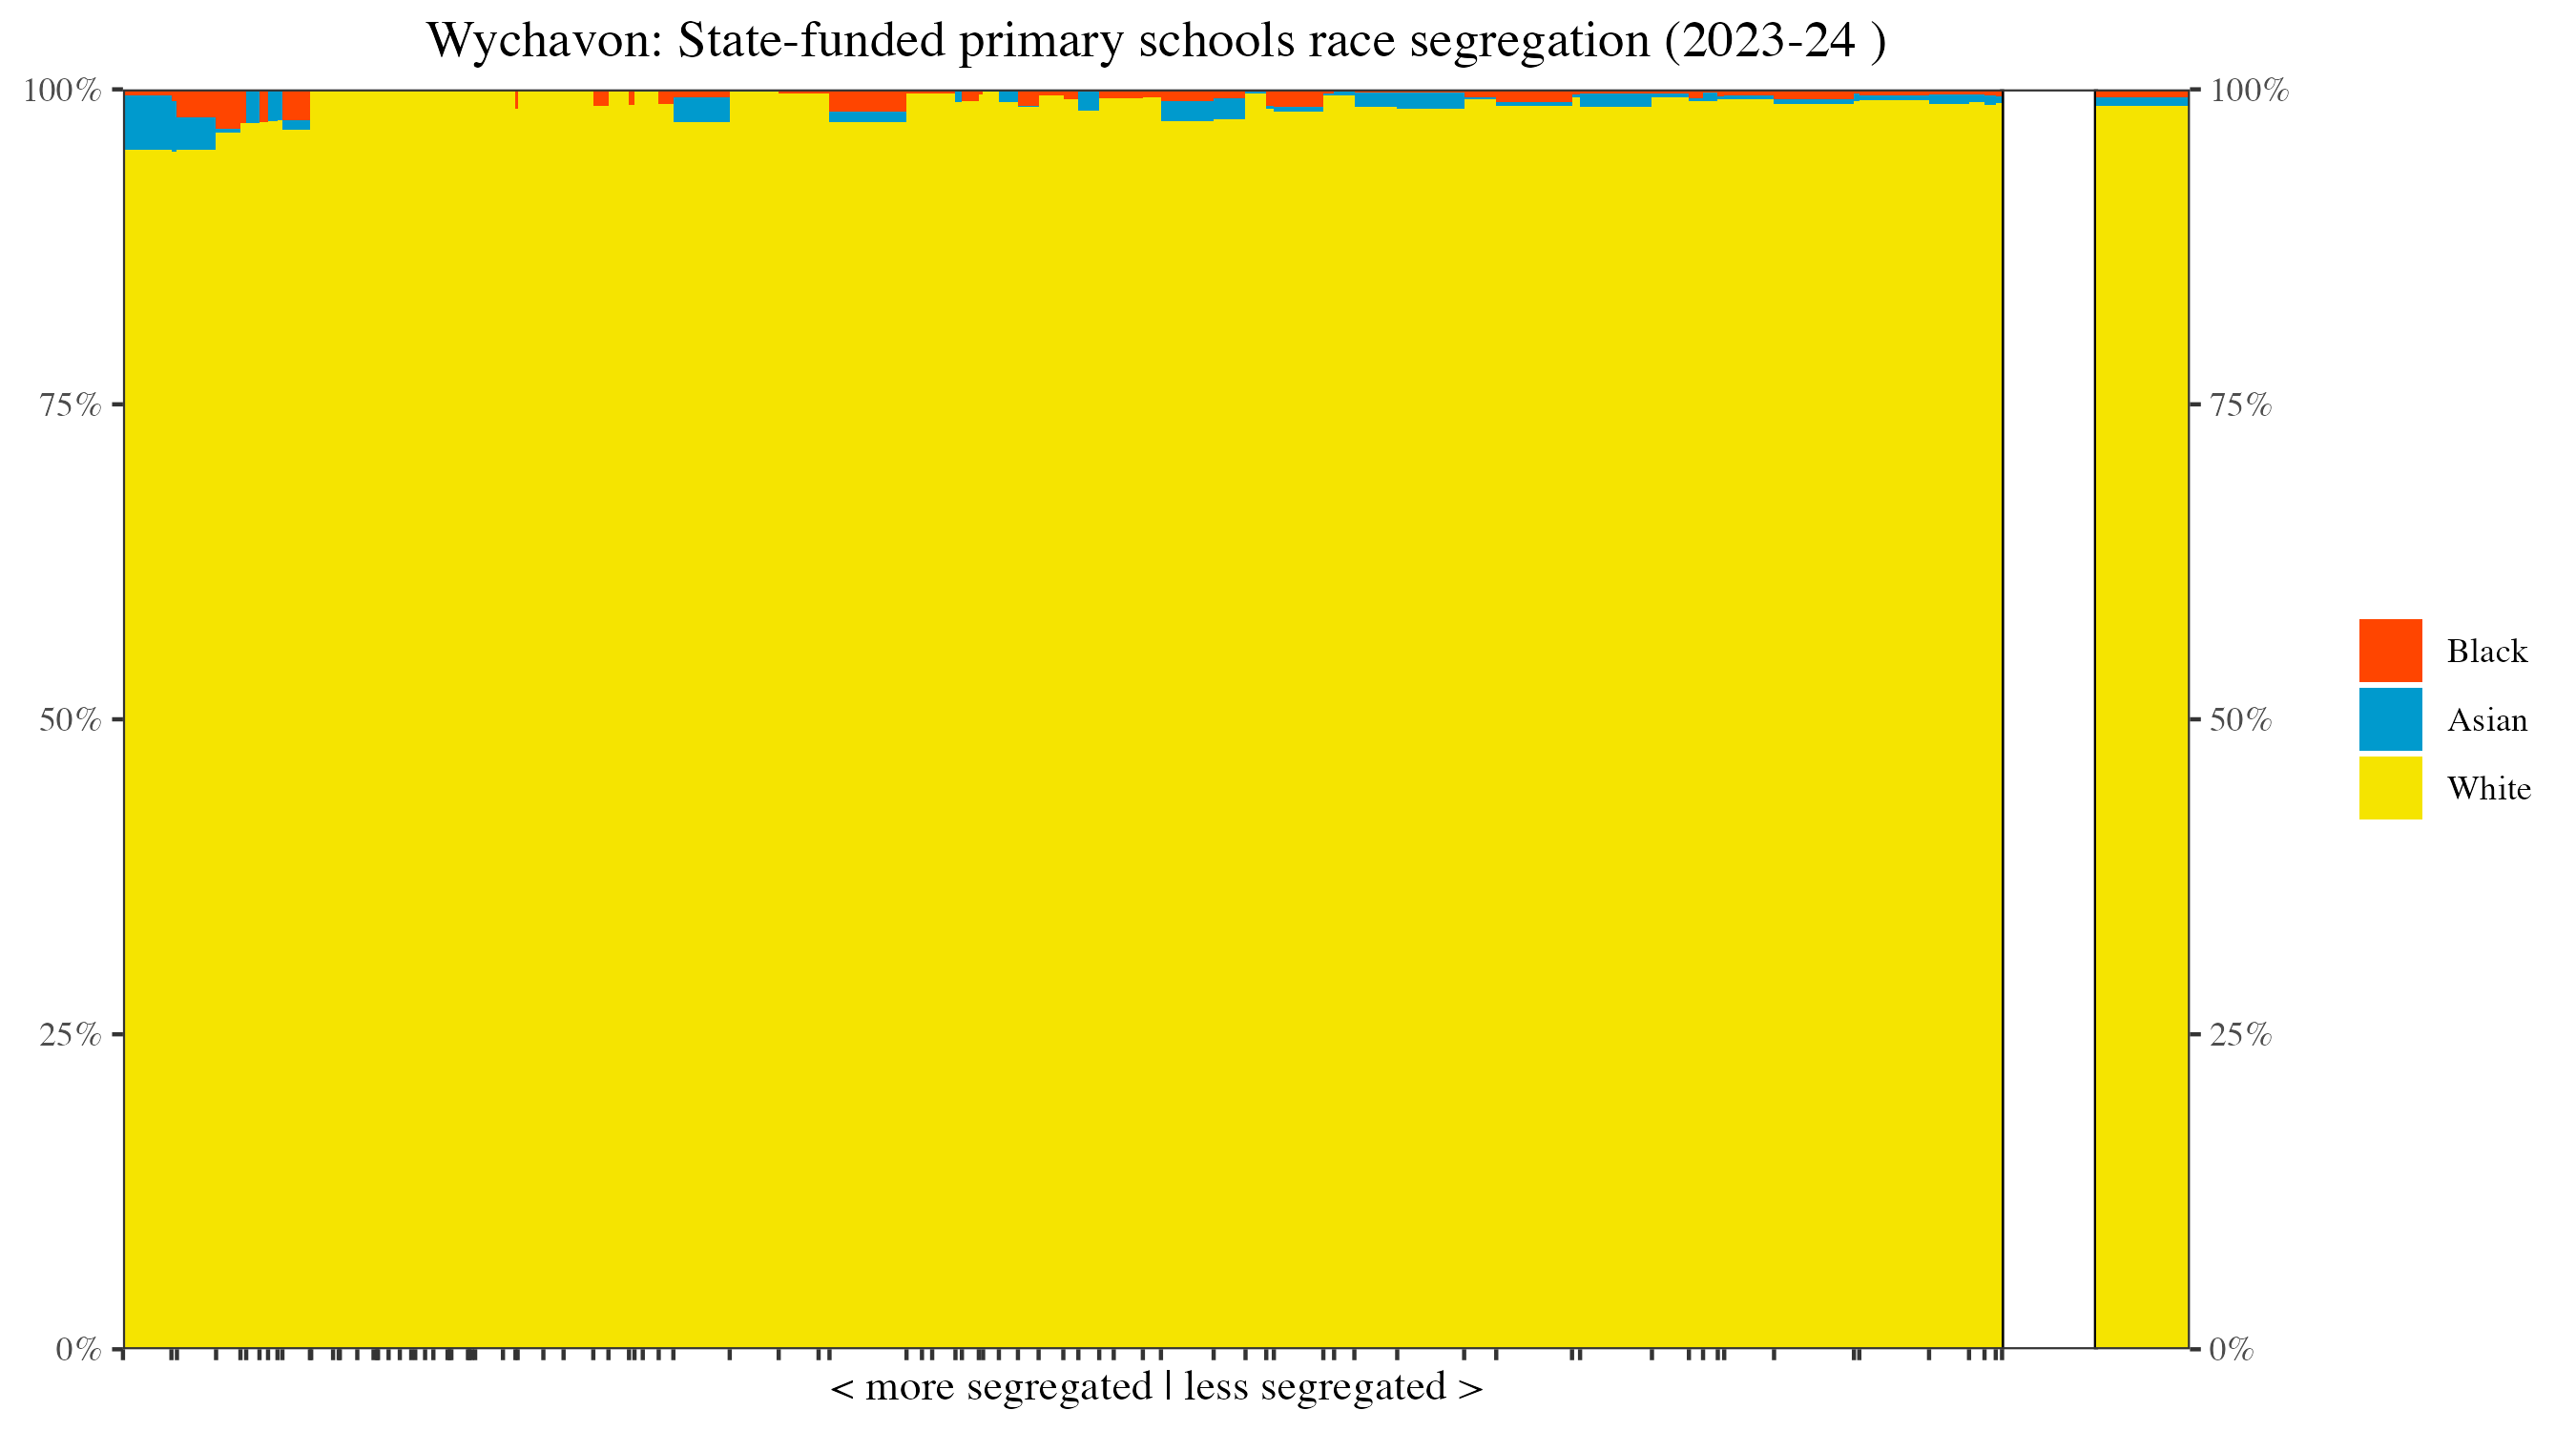 Wychavon: State-funded primary schools race segregation (2023-24 )
100%
75%
50%
25%
0%
100%
75%
50%
25%
0%
Black
Asian
White
< more segregated | less segregated >